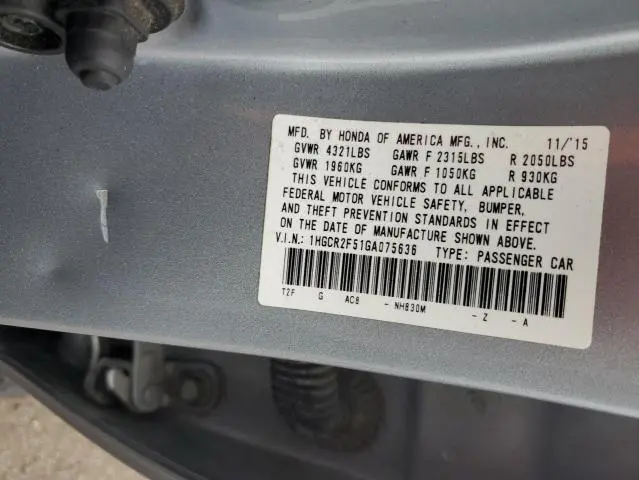 MFD. BY HONDA OF AMERICA MFG., INC. 11/'15
GVWR 4321LBS GAWR F 2315LBS R 2050LBS
GVWR 1960KG GAWR F 1050KG R 930KG
THIS VEHICLE CONFORMS TO ALL APPLICABLE
FEDERAL MOTOR VEHICLE SAFETY, BUMPER,
AND THEFT PREVENTION STANDARDS IN EFFECT
ON THE DATE OF MANUFACTURE SHOWN ABOVE.
V.I.N.: 1HGCR2F51GA075636 TYPE: PASSENGER CAR
T2F G AC8 - NH830M - Z - A